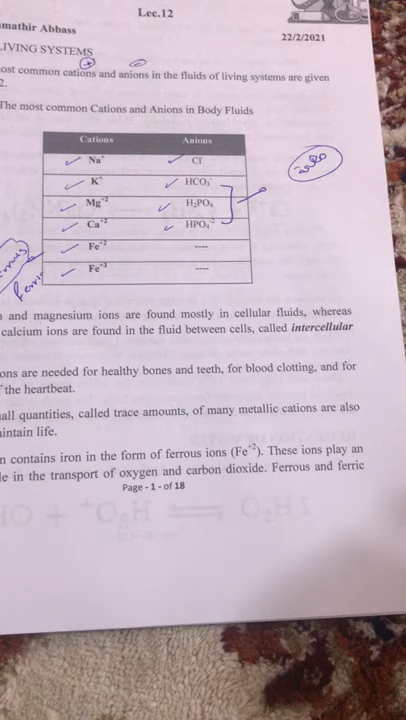 Lec.12
mathir Abbass
22/2/2021
LIVING SYSTEMS
ost common cations and anions in the fluids of living systems are given
2.
The most common Cations and Anions in Body Fluids
Cations Anions
Na⁺ Cl⁻
K⁺ HCO₃⁻
Mg⁺² H₂PO₄
Ca⁺² HPO₄⁻²
Fe⁺² ----
Fe⁺³ ----
and magnesium ions are found mostly in cellular fluids, whereas
calcium ions are found in the fluid between cells, called intercellular
ons are needed for healthy bones and teeth, for blood clotting, and for
f the heartbeat.
all quantities, called trace amounts, of many metallic cations are also
aintain life.
n contains iron in the form of ferrous ions (Fe⁺²). These ions play an
le in the transport of oxygen and carbon dioxide. Ferrous and ferric
Page - 1 - of 18